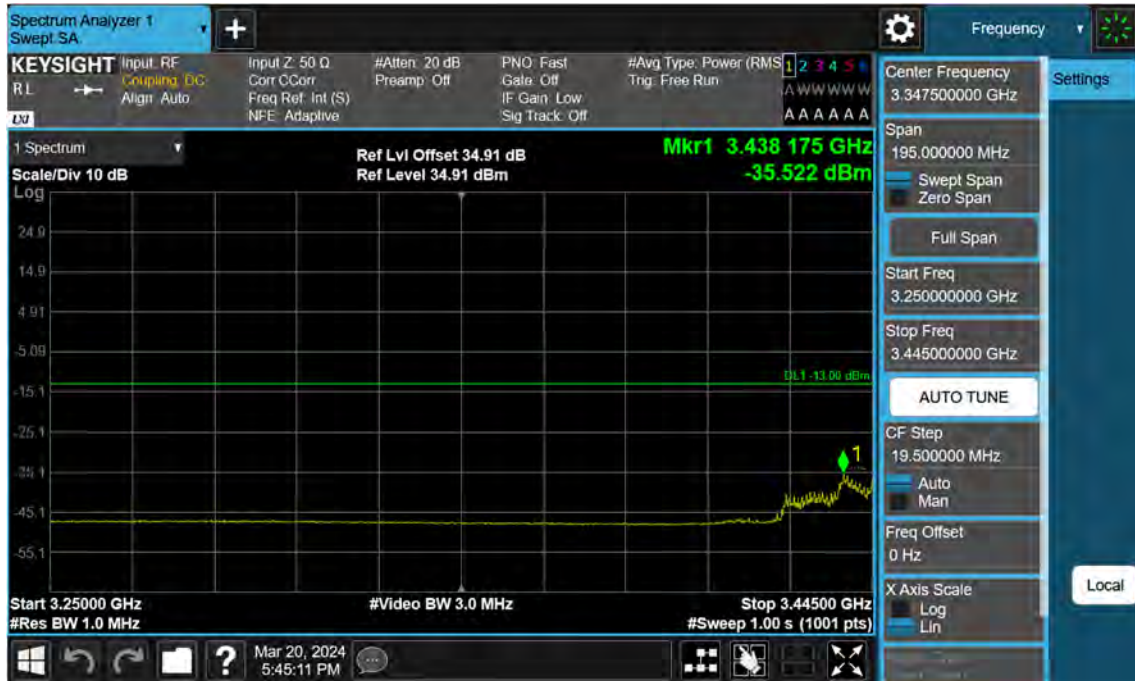 Spectrum Analyzer 1
Swept SA
Frequency
KEYSIGHT
RL
LXI
Input: RF
Coupling: DC
Align: Auto
Input Z: 50 Ω
Corr CCorr
Freq Ref: Int (S)
NFE: Adaptive
#Atten: 20 dB
Preamp: Off
PNO: Fast
Gate: Off
IF Gain: Low
Sig Track: Off
#Avg Type: Power (RMS
Trig: Free Run
1 2 3 4 5 6
A W W W W W
A A A A A A
1 Spectrum
Scale/Div 10 dB
Ref Lvl Offset 34.91 dB
Ref Level 34.91 dBm
Mkr1 3.438 175 GHz
-35.522 dBm
Log
24.9
14.9
4.91
-5.09
DL1 -13.00 dBm
-15.1
-25.1
1
-35.1
-45.1
-55.1
Start 3.25000 GHz
#Video BW 3.0 MHz
Stop 3.44500 GHz
#Res BW 1.0 MHz
#Sweep 1.00 s (1001 pts)
?
Mar 20, 2024
5:45:11 PM
Center Frequency
3.347500000 GHz
Settings
Span
195.000000 MHz
Swept Span
Zero Span
Full Span
Start Freq
3.250000000 GHz
Stop Freq
3.445000000 GHz
AUTO TUNE
CF Step
19.500000 MHz
Auto
Man
Freq Offset
0 Hz
X Axis Scale
Log
Lin
Local